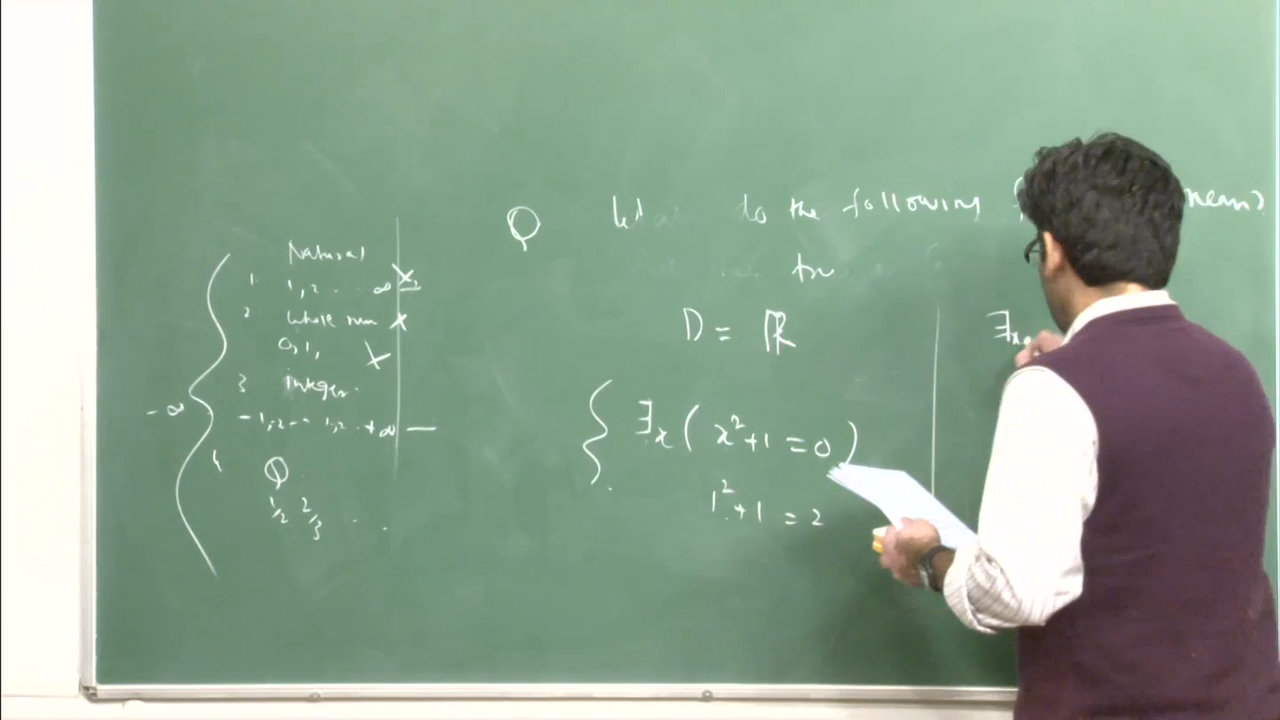 Natural
1. 1, 2 ... ∞
2. whole num
0, 1,
3 integer.
-∞
-1, -2 -- 1, 2 .. +∞ —
Q
1/2 2/3 ...
Q do the following mean?
D = ℝ
∃x ( x² + 1 = 0 )
1² + 1 = 2
∃x